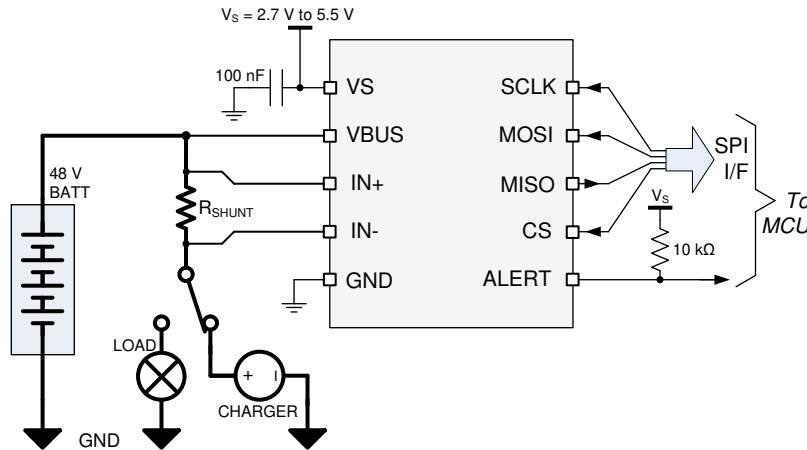 V_S = 2.7 V to 5.5 V
100 nF
VS
SCLK
VBUS
MOSI
SPI
I/F
48 V
BATT
IN+
MISO
R_SHUNT
V_S
To
MCU
IN-
CS
10 kΩ
GND
ALERT
LOAD
+
CHARGER
GND